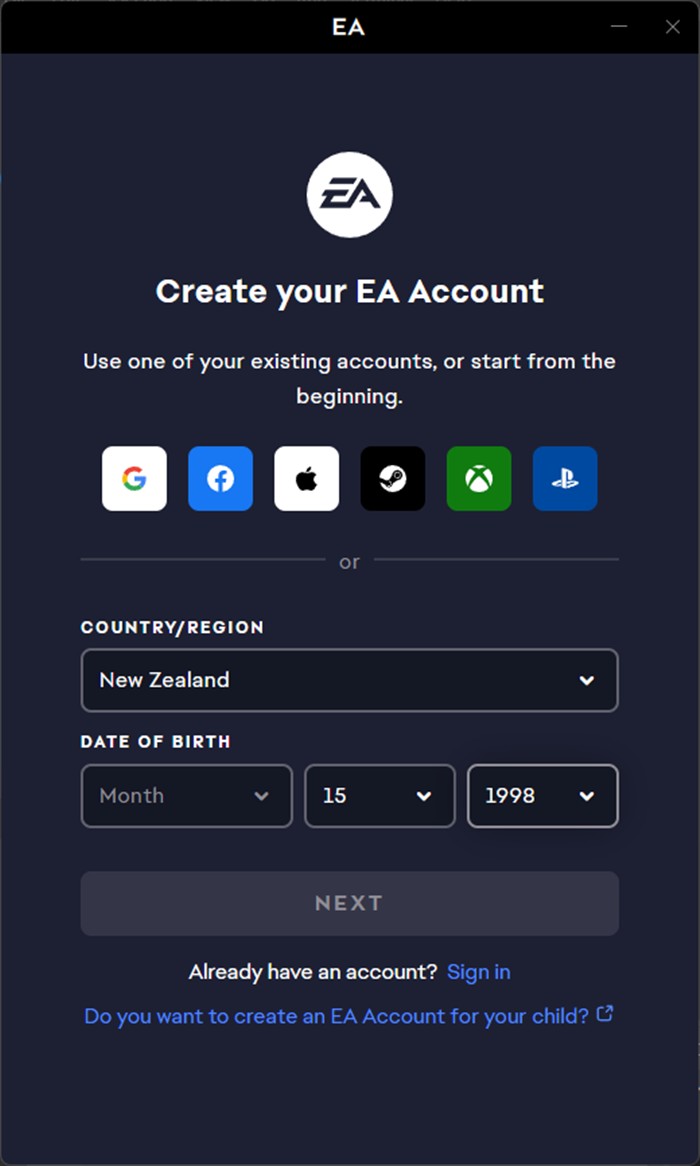 EA
EA
Create your EA Account
Use one of your existing accounts, or start from the
beginning.
or
COUNTRY/REGION
New Zealand
DATE OF BIRTH
Month 15 1998
NEXT
Already have an account? Sign in
Do you want to create an EA Account for your child?